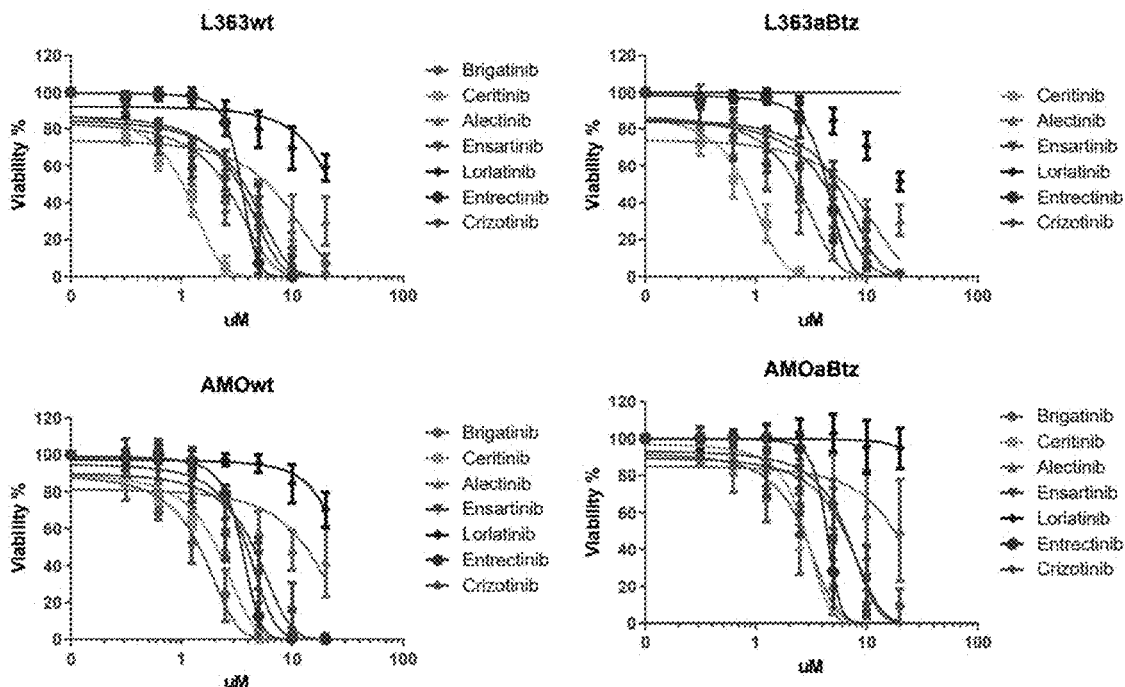 L363wt
Viability %
120
100
80
60
40
20
0
0 1 10 100
uM
Brigatinib
Ceritinib
Alectinib
Ensartinib
Lorlatinib
Entrectinib
Crizotinib
L363aBtz
Viability %
120
100
80
60
40
20
0
0 1 10 100
uM
Ceritinib
Alectinib
Ensartinib
Lorlatinib
Entrectinib
Crizotinib
AMOwt
Viability %
120
100
80
60
40
20
0
0 1 10 100
uM
Brigatinib
Ceritinib
Alectinib
Ensartinib
Lorlatinib
Entrectinib
Crizotinib
AMOaBtz
Viability %
120
100
80
60
40
20
0
0 1 10 100
uM
Brigatinib
Ceritinib
Alectinib
Ensartinib
Lorlatinib
Entrectinib
Crizotinib